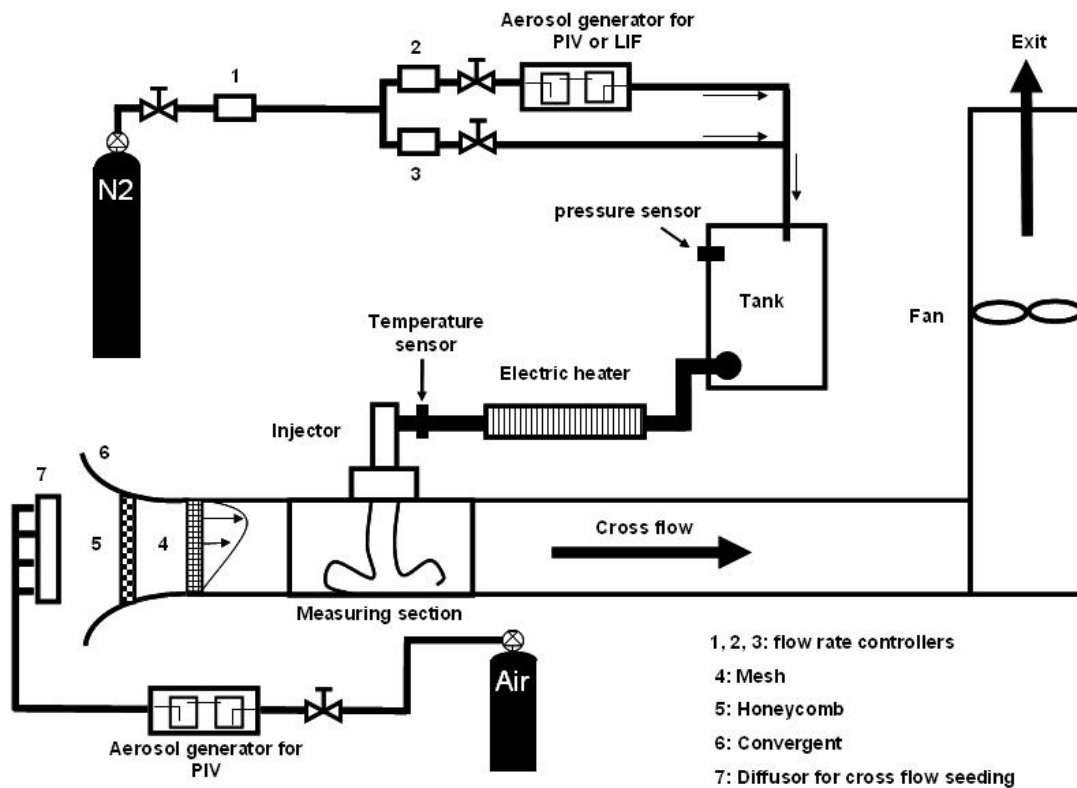 Aerosol generator for
PIV or LIF
Exit
1
2
3
N2
pressure sensor
Tank
Fan
Temperature
sensor
Electric heater
Injector
6
7
5
4
Cross flow
Measuring section
Air
Aerosol generator for
PIV
1, 2, 3: flow rate controllers
4: Mesh
5: Honeycomb
6: Convergent
7: Diffusor for cross flow seeding